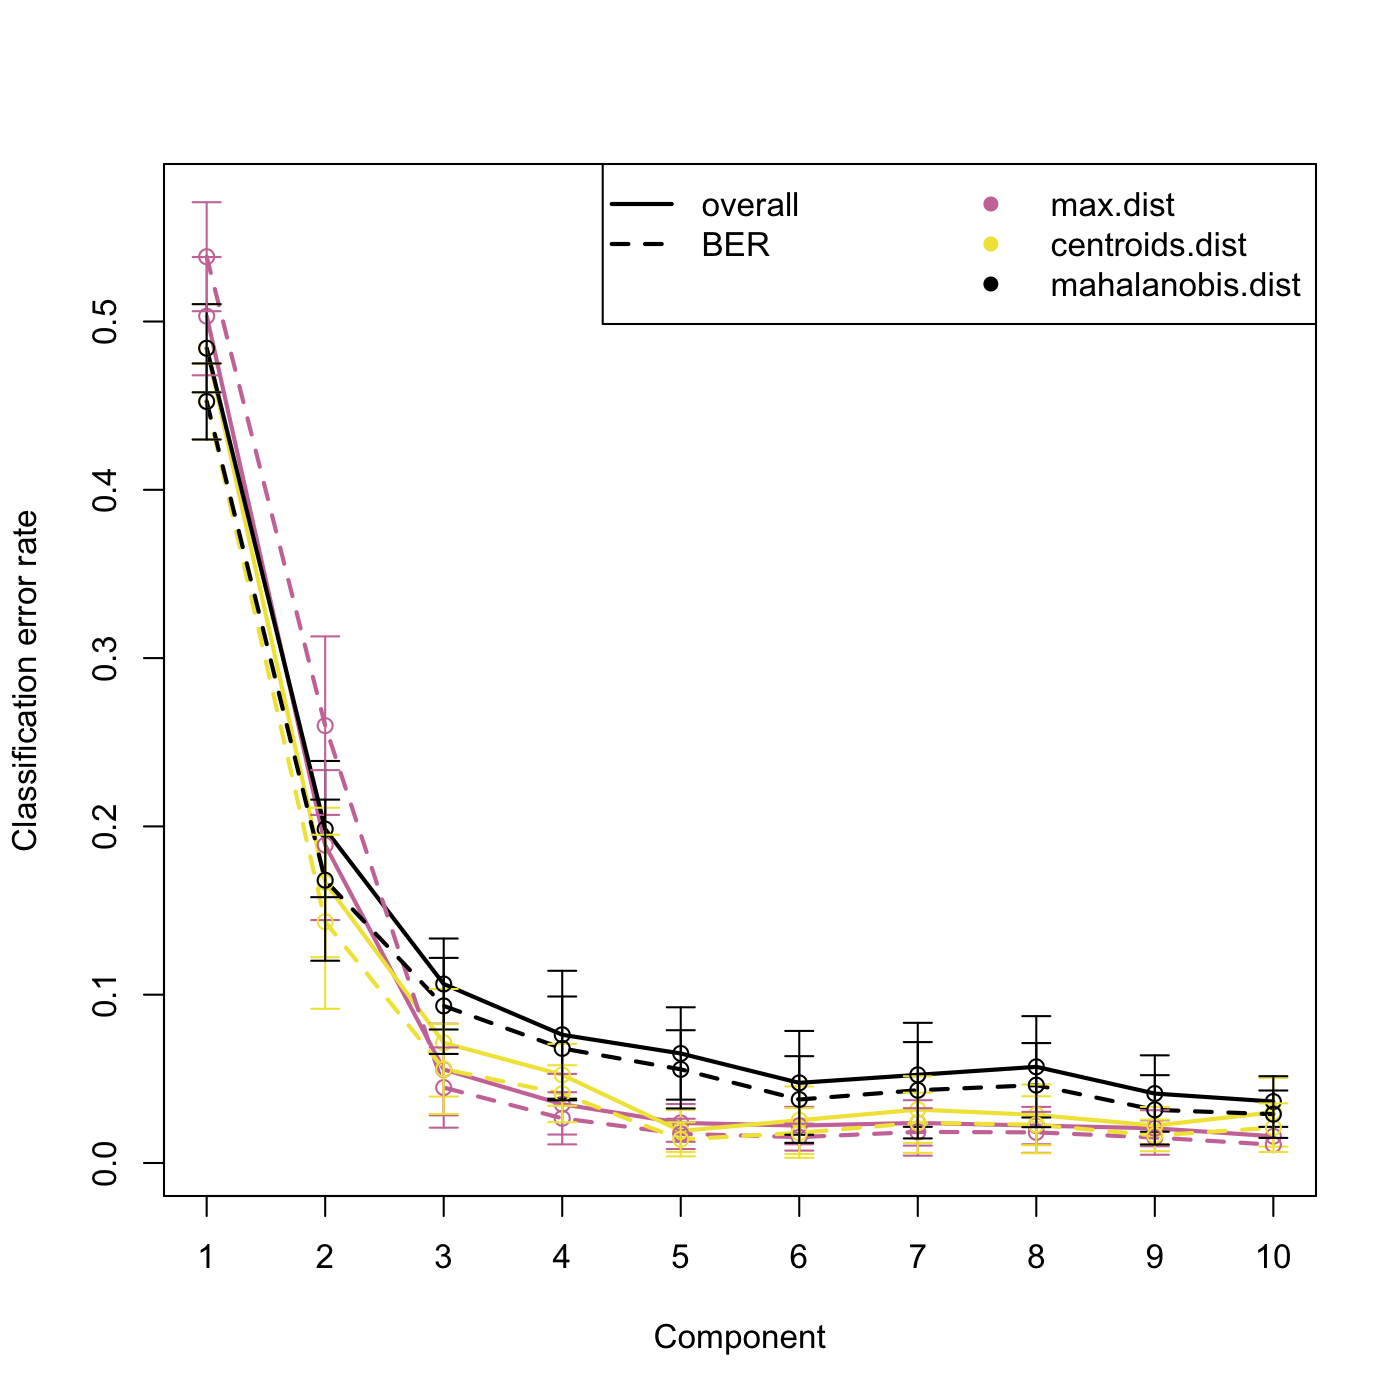 overall
BER
max.dist
centroids.dist
mahalanobis.dist
Classification error rate
0.5
0.4
0.3
0.2
0.1
0.0
1 2 3 4 5 6 7 8 9 10
Component